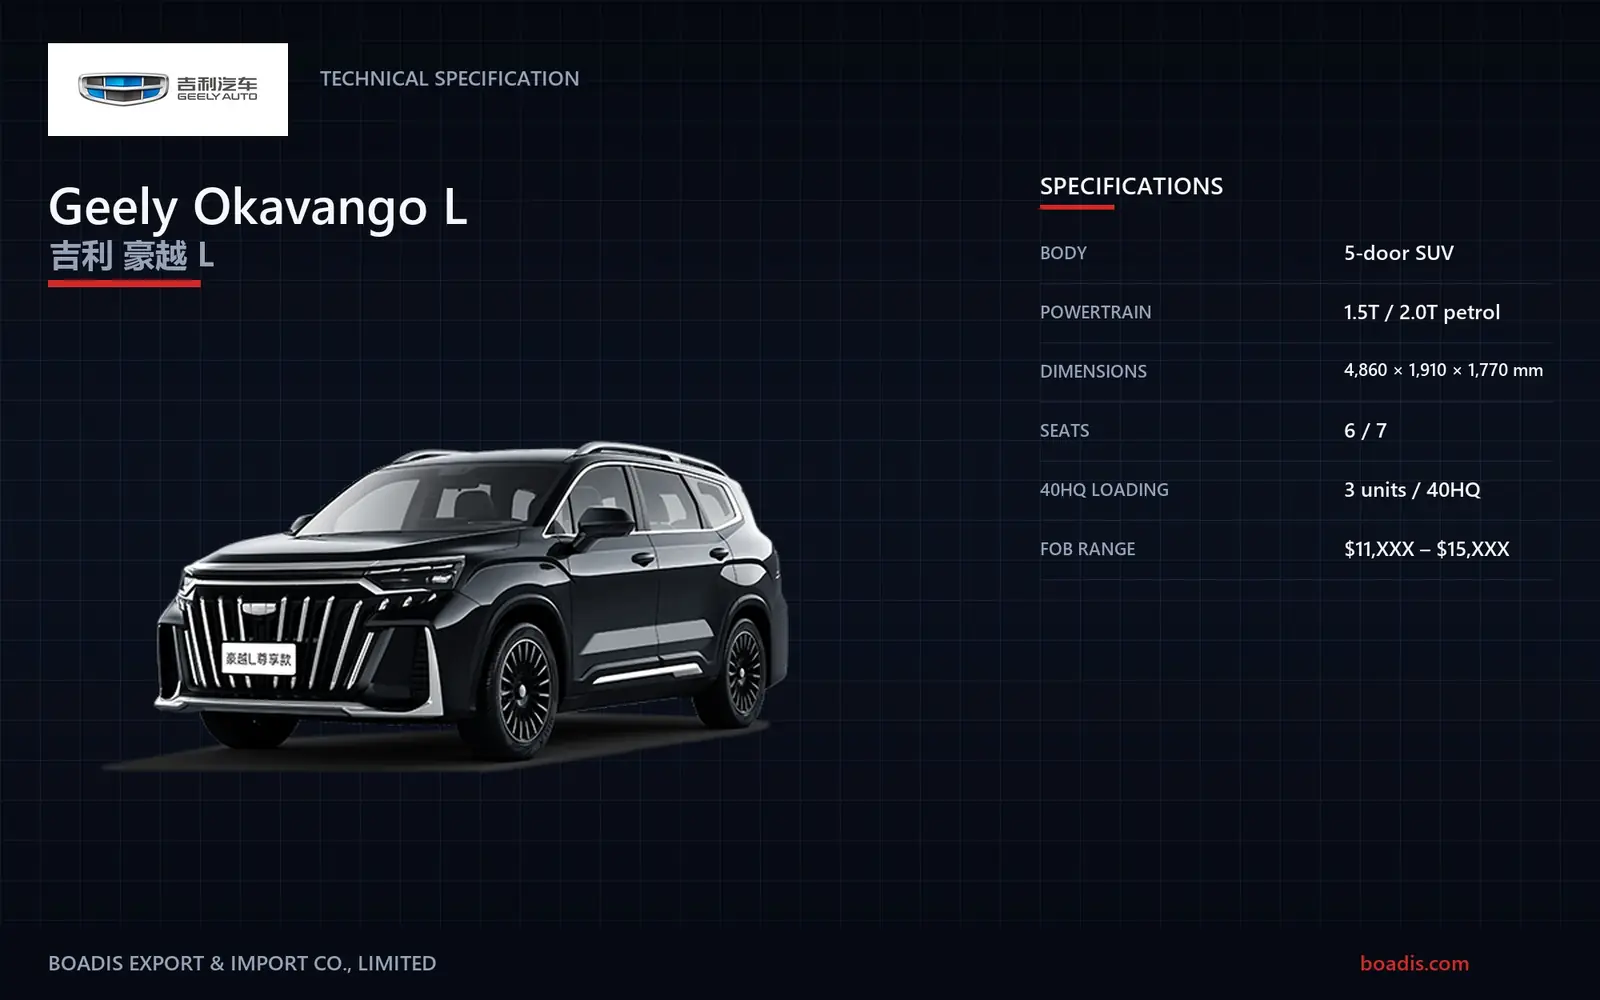 吉利汽车
GEELY AUTO
TECHNICAL SPECIFICATION
Geely Okavango L
吉利 豪越 L
豪越L尊享款
SPECIFICATIONS
BODY 5-door SUV
POWERTRAIN 1.5T / 2.0T petrol
DIMENSIONS 4,860 × 1,910 × 1,770 mm
SEATS 6 / 7
40HQ LOADING 3 units / 40HQ
FOB RANGE $11,XXX – $15,XXX
BOADIS EXPORT & IMPORT CO., LIMITED
boadis.com